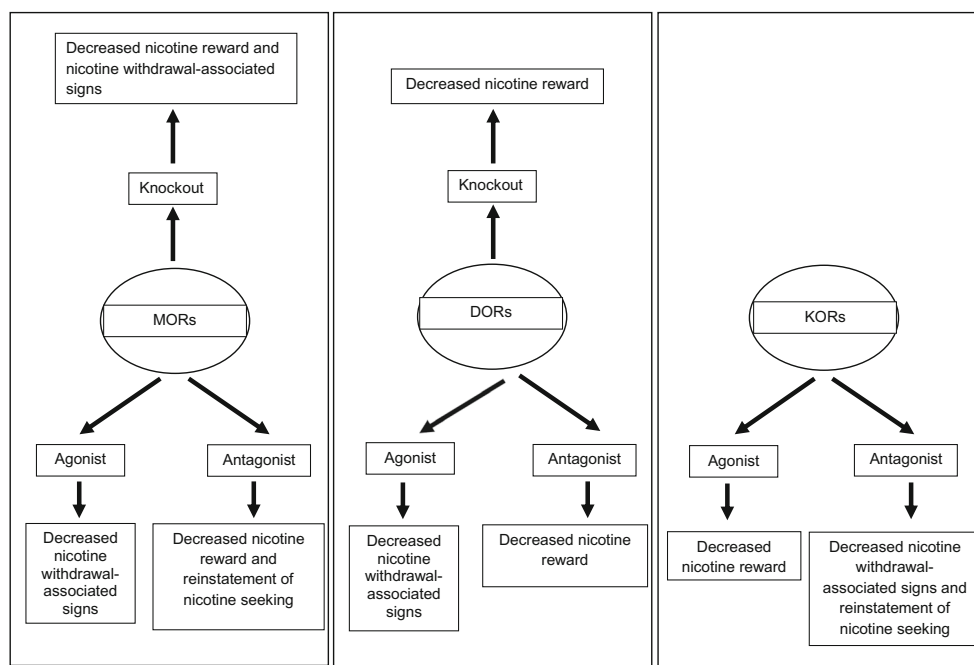 Decreased nicotine reward and
nicotine withdrawal-associated
signs
Knockout
MORs
Agonist
Antagonist
Decreased
nicotine
withdrawal-
associated
signs
Decreased nicotine
reward and
reinstatement of
nicotine seeking
Decreased nicotine reward
Knockout
DORs
Agonist
Antagonist
Decreased
nicotine
withdrawal-
associated
signs
Decreased nicotine
reward
KORs
Agonist
Antagonist
Decreased
nicotine reward
Decreased nicotine
withdrawal-
associated signs and
reinstatement of
nicotine seeking